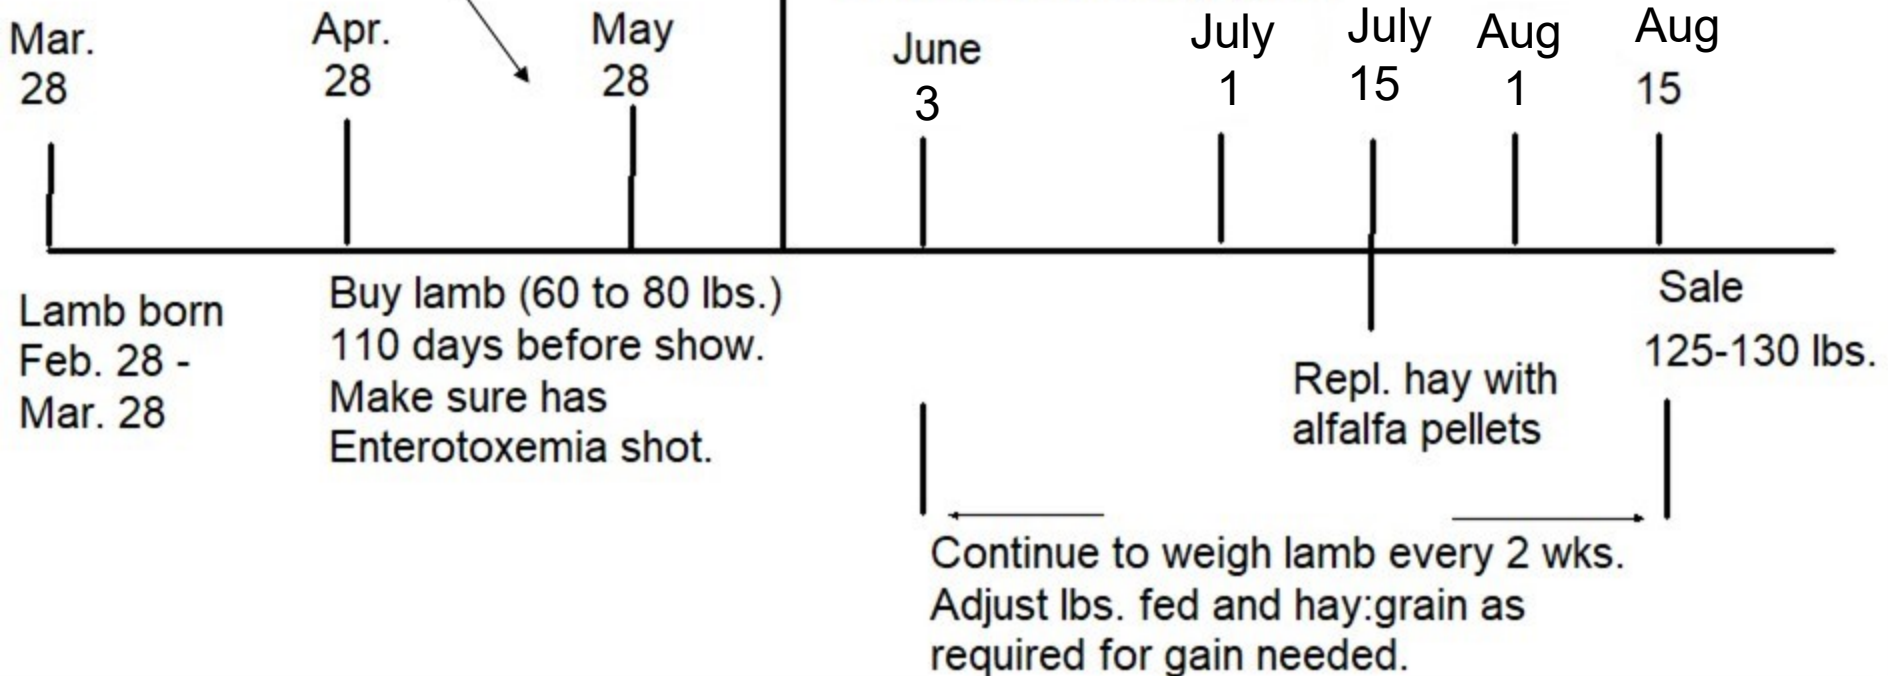 Mar.
28
Apr.
28
May
28
June
3
July
1
July
15
Aug
1
Aug
15
Lamb born
Feb. 28 -
Mar. 28
Buy lamb (60 to 80 lbs.)
110 days before show.
Make sure has
Enterotoxemia shot.
Repl. hay with
alfalfa pellets
Sale
125-130 lbs.
Continue to weigh lamb every 2 wks.
Adjust lbs. fed and hay:grain as
required for gain needed.